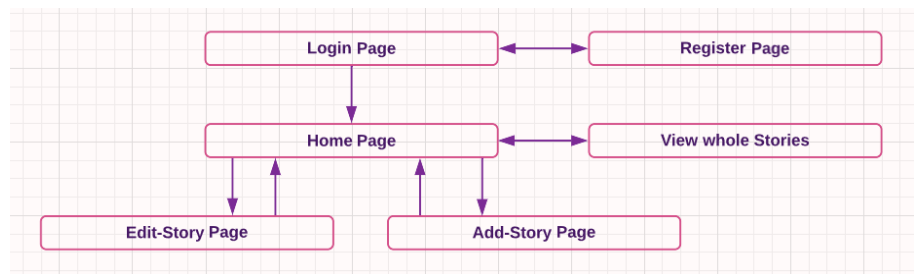 Login Page
Register Page
Home Page
View whole Stories
Edit-Story Page
Add-Story Page